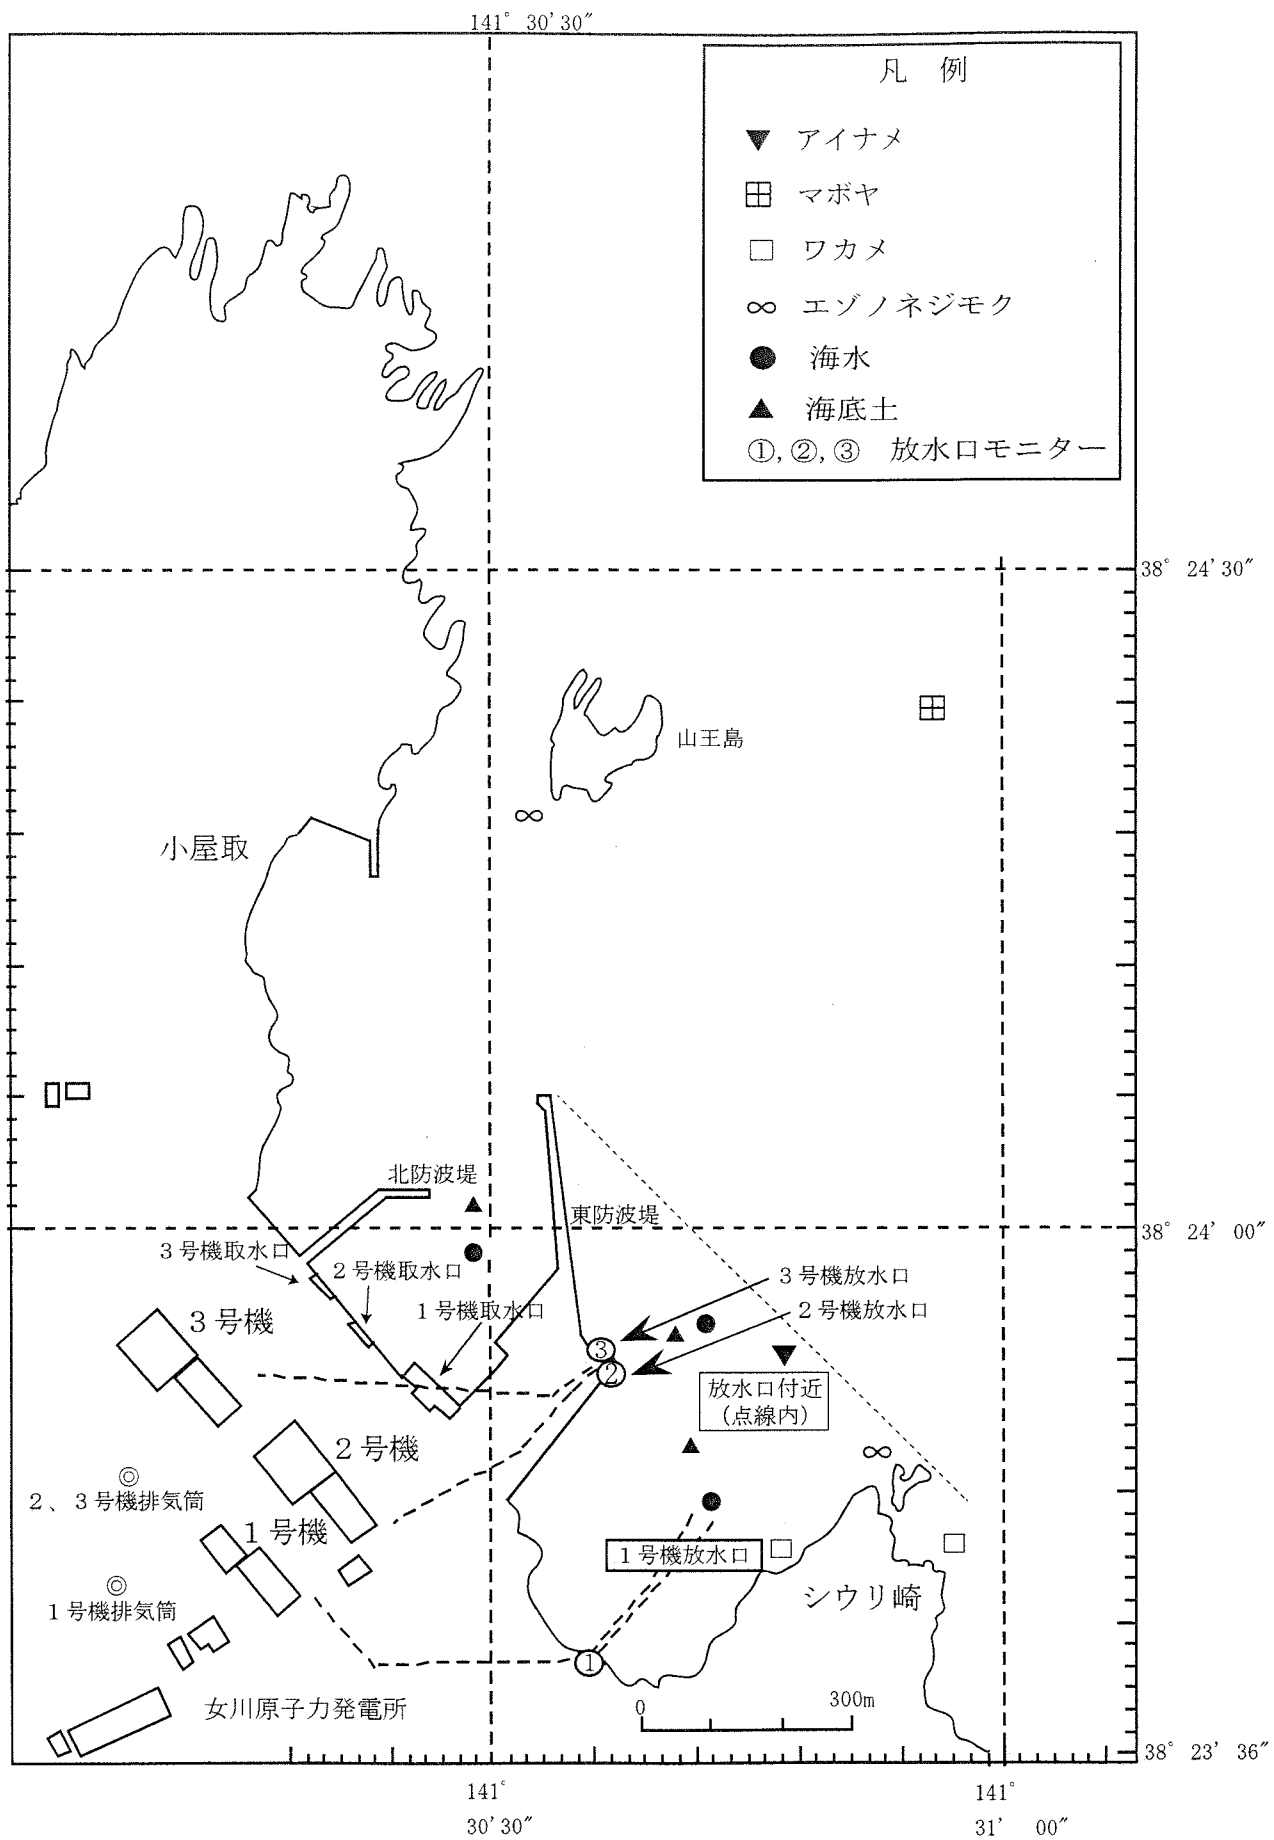 141° 30'30″
凡 例
アイナメ
マボヤ
ワカメ
エゾノネジモク
海水
海底土
①,②,③ 放水口モニター
38° 24'30″
山王島
小屋取
北防波堤
東防波堤
38° 24' 00″
3号機取水口
2号機取水口
1号機取水口
3号機放水口
2号機放水口
3号機
③
②
放水口付近
(点線内)
2号機
2、3号機排気筒
1号機
1号機放水口
シウリ崎
1号機排気筒
①
女川原子力発電所
0
300m
38° 23' 36″
141°
30'30″
141°
31' 00″